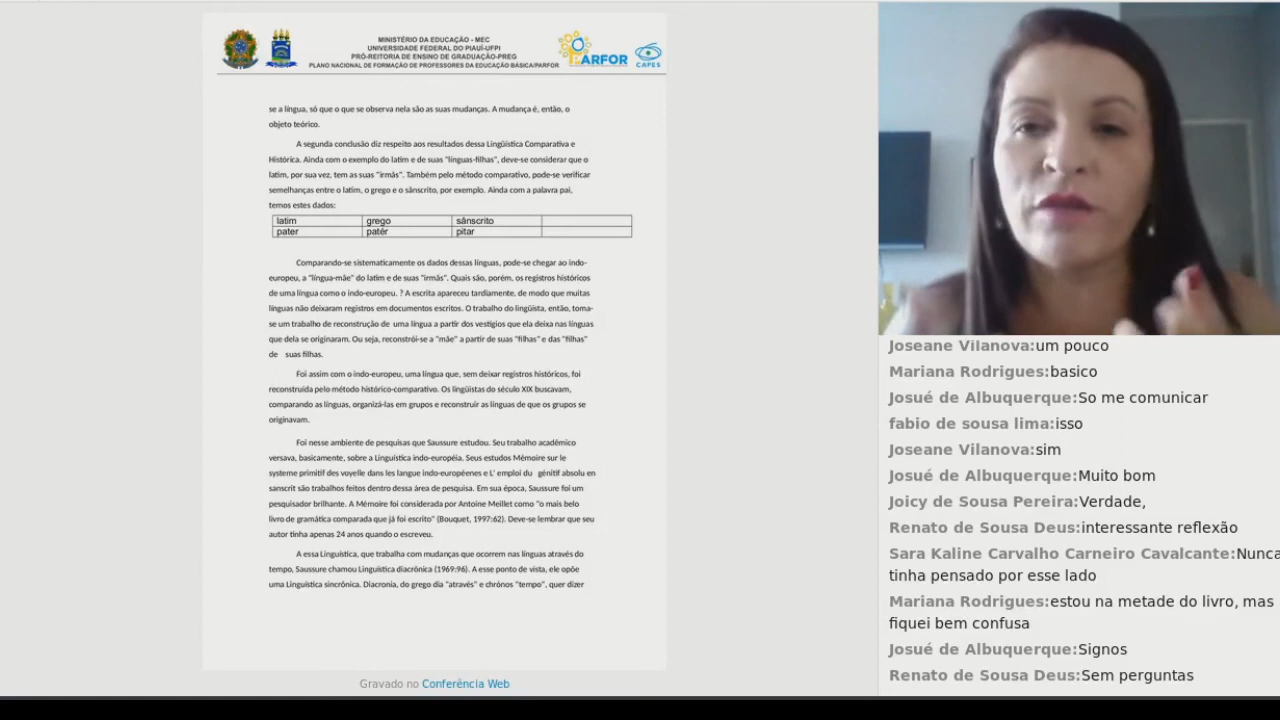 MINISTÉRIO DA EDUCAÇÃO - MEC
UNIVERSIDADE FEDERAL DO PIAUÍ-UFPI
PRÓ-REITORIA DE ENSINO DE GRADUAÇÃO-PREG
PLANO NACIONAL DE FORMAÇÃO DE PROFESSORES DA EDUCAÇÃO BÁSICA/PARFOR
PARFOR
CAPES
se a língua, só que o que se observa nela são as suas mudanças. A mudança é, então, o
objeto teórico.
A segunda conclusão diz respeito aos resultados dessa Lingüística Comparativa e
Histórica. Ainda com o exemplo do latim e de suas "línguas-filhas", deve-se considerar que o
latim, por sua vez, tem as suas "irmãs". Também pelo método comparativo, pode-se verificar
semelhanças entre o latim, o grego e o sânscrito, por exemplo. Ainda com a palavra pai,
temos estes dados:
latim grego sânscrito
pater patér pitar
Comparando-se sistematicamente os dados dessas línguas, pode-se chegar ao indo-
europeu, a "língua-mãe" do latim e de suas "irmãs". Quais são, porém, os registros históricos
de uma língua como o indo-europeu. ? A escrita apareceu tardiamente, de modo que muitas
línguas não deixaram registros em documentos escritos. O trabalho do lingüista, então, toma-
se um trabalho de reconstrução de uma língua a partir dos vestígios que ela deixa nas línguas
que dela se originaram. Ou seja, reconstrói-se a "mãe" a partir de suas "filhas" e das "filhas"
de suas filhas.
Foi assim com o indo-europeu, uma língua que, sem deixar registros históricos, foi
reconstruída pelo método histórico-comparativo. Os lingüistas do século XIX buscavam,
comparando as línguas, organizá-las em grupos e reconstruir as línguas de que os grupos se
originavam.
Foi nesse ambiente de pesquisas que Saussure estudou. Seu trabalho acadêmico
versava, basicamente, sobre a Linguística indo-européia. Seus estudos Mémoire sur le
systeme primitif des voyelle dans les langue indo-européenes e L' emploi du génitif absolu en
sanscrit são trabalhos feitos dentro dessa área de pesquisa. Em sua época, Saussure foi um
pesquisador brilhante. A Mémoire foi considerada por Antoine Meillet como "o mais belo
livro de gramática comparada que já foi escrito" (Bouquet, 1997:62). Deve-se lembrar que seu
autor tinha apenas 24 anos quando o escreveu.
A essa Linguística, que trabalha com mudanças que ocorrem nas línguas através do
tempo, Saussure chamou Linguística diacrônica (1969:96). A esse ponto de vista, ele opõe
uma Linguística sincrônica. Diacronia, do grego dia "através" e chrónos "tempo", quer dizer
Gravado no Conferência Web
Joseane Vilanova:um pouco
Mariana Rodrigues:basico
Josué de Albuquerque:So me comunicar
fabio de sousa lima:isso
Joseane Vilanova:sim
Josué de Albuquerque:Muito bom
Joicy de Sousa Pereira:Verdade,
Renato de Sousa Deus:interessante reflexão
Sara Kaline Carvalho Carneiro Cavalcante:Nunca
tinha pensado por esse lado
Mariana Rodrigues:estou na metade do livro, mas
fiquei bem confusa
Josué de Albuquerque:Signos
Renato de Sousa Deus:Sem perguntas